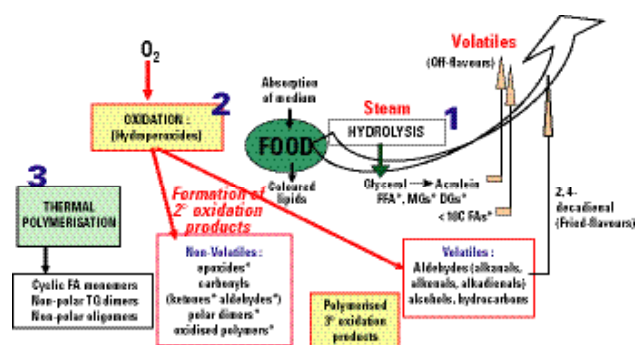 O2
2
OXIDATION :
(Hydroperoxides)
Absorption
of medium
Steam
HYDROLYSIS
1
FOOD
Volatiles
(Off-flavours)
Coloured
lipids
Glycerol → Acrolein
FFA*, MGs* DGs*
<18C FAs*
2,4-
decadienal
(Fried-flavours)
3
THERMAL
POLYMERISATION
Formation of
2° oxidation
products
Cyclic FA monomers
Non-polar TG dimers
Non-polar oligomers
Non-Volatiles :
epoxides*
carbonyls
(ketones* aldehydes*)
polar dimers*
oxidised polymers*
Polymerised
3° oxidation
products
Volatiles :
Aldehydes (alkanals,
alkenals, alkadienals)
alcohols, hydrocarbons